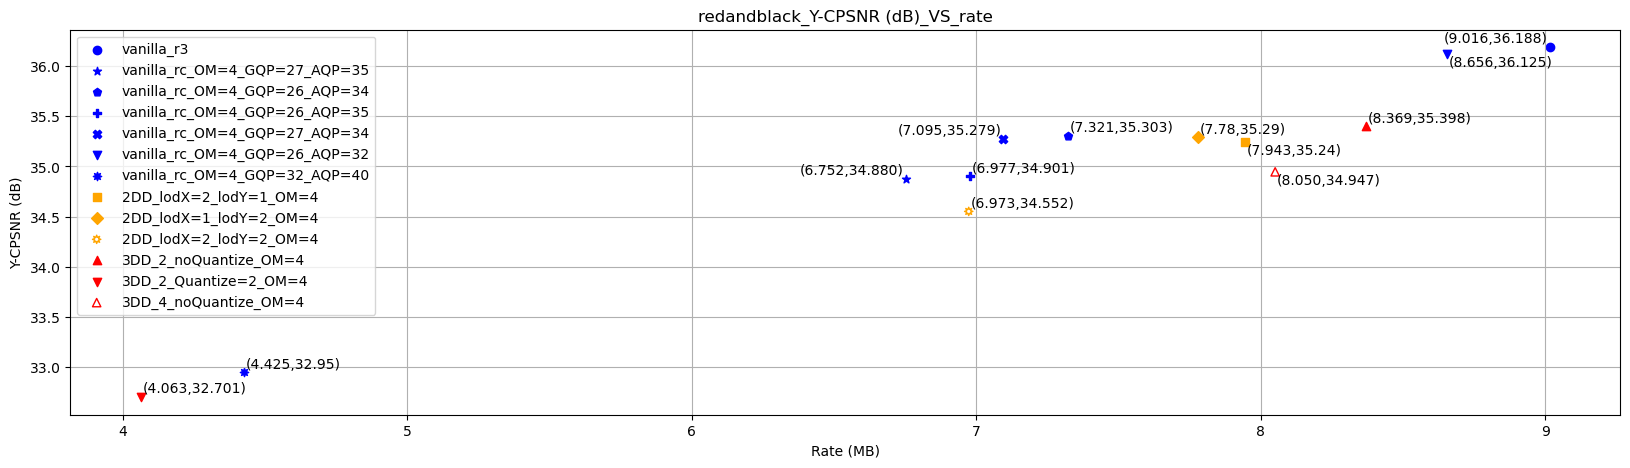 redandblack_Y-CPSNR (dB)_VS_rate
vanilla_r3
vanilla_rc_OM=4_GQP=27_AQP=35
vanilla_rc_OM=4_GQP=26_AQP=34
vanilla_rc_OM=4_GQP=26_AQP=35
vanilla_rc_OM=4_GQP=27_AQP=34
vanilla_rc_OM=4_GQP=26_AQP=32
vanilla_rc_OM=4_GQP=32_AQP=40
2DD_lodX=2_lodY=1_OM=4
2DD_lodX=1_lodY=2_OM=4
2DD_lodX=2_lodY=2_OM=4
3DD_2_noQuantize_OM=4
3DD_2_Quantize=2_OM=4
3DD_4_noQuantize_OM=4
(9.016,36.188)
(8.656,36.125)
(8.369,35.398)
(7.095,35.279)
(7.321,35.303)
(7.78,35.29)
(7.943,35.24)
(6.752,34.880)
(6.977,34.901)
(8.050,34.947)
(6.973,34.552)
(4.425,32.95)
(4.063,32.701)
Y-CPSNR (dB)
36.0
35.5
35.0
34.5
34.0
33.5
33.0
4
5
6
7
8
9
Rate (MB)